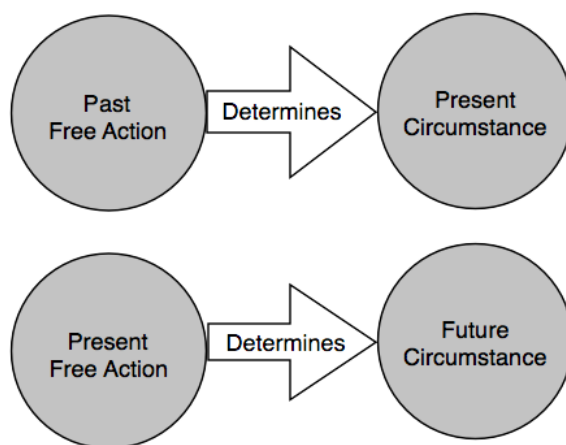 Past
Free Action
Determines
Present
Circumstance
Present
Free Action
Determines
Future
Circumstance